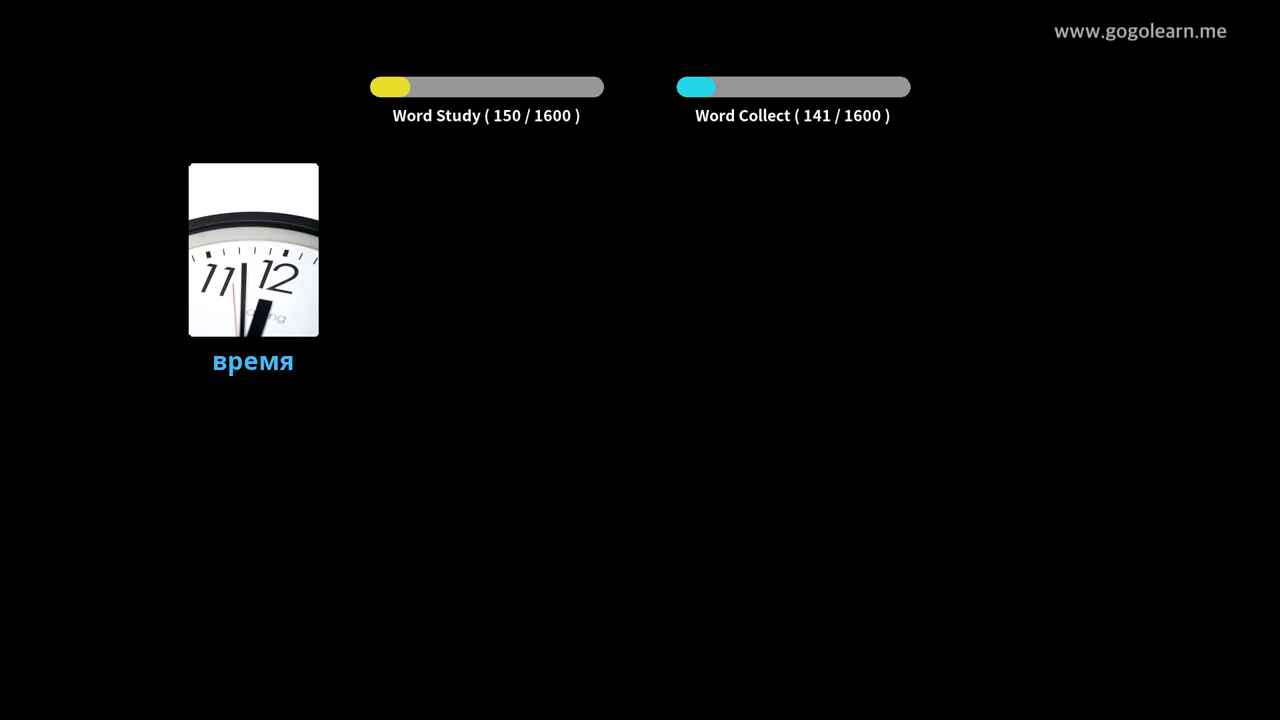 www.gogolearn.me
Word Study ( 150 / 1600 )
Word Collect ( 141 / 1600 )
11 12
время